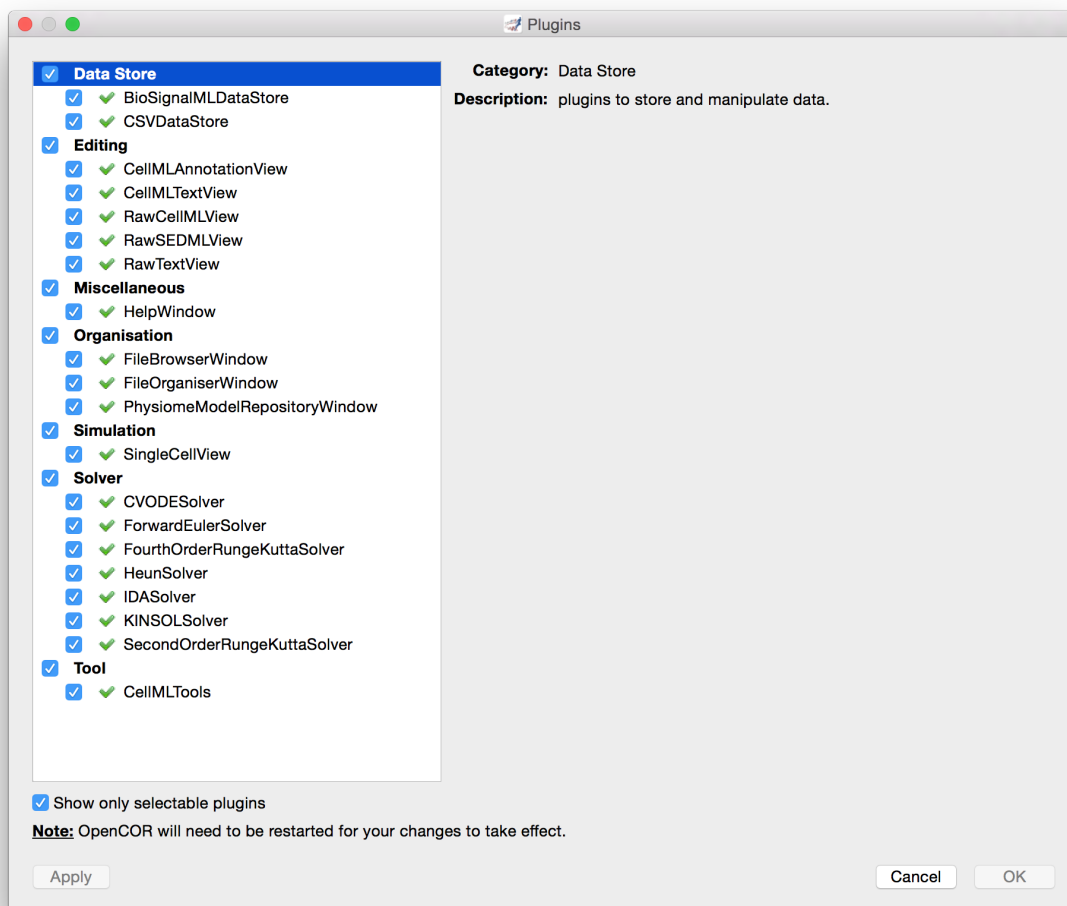 Plugins
Data Store
BioSignalMLDataStore
CSVDataStore
Editing
CellMLAnnotationView
CellMLTextView
RawCellMLView
RawSEDMLView
RawTextView
Miscellaneous
HelpWindow
Organisation
FileBrowserWindow
FileOrganiserWindow
PhysiomeModelRepositoryWindow
Simulation
SingleCellView
Solver
CVODESolver
ForwardEulerSolver
FourthOrderRungeKuttaSolver
HeunSolver
IDASolver
KINSOLSolver
SecondOrderRungeKuttaSolver
Tool
CellMLTools
Category: Data Store
Description: plugins to store and manipulate data.
Show only selectable plugins
Note: OpenCOR will need to be restarted for your changes to take effect.
Apply Cancel OK